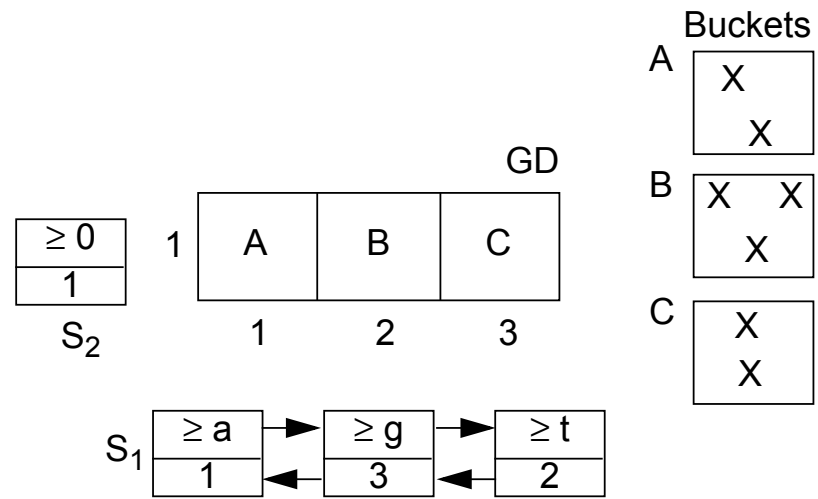 Buckets
A
X
X
GD
B
X X
X
≥ 0
1
S₂
1
A B C
1 2 3
C
X
X
S₁
≥ a ≥ g ≥ t
1 3 2